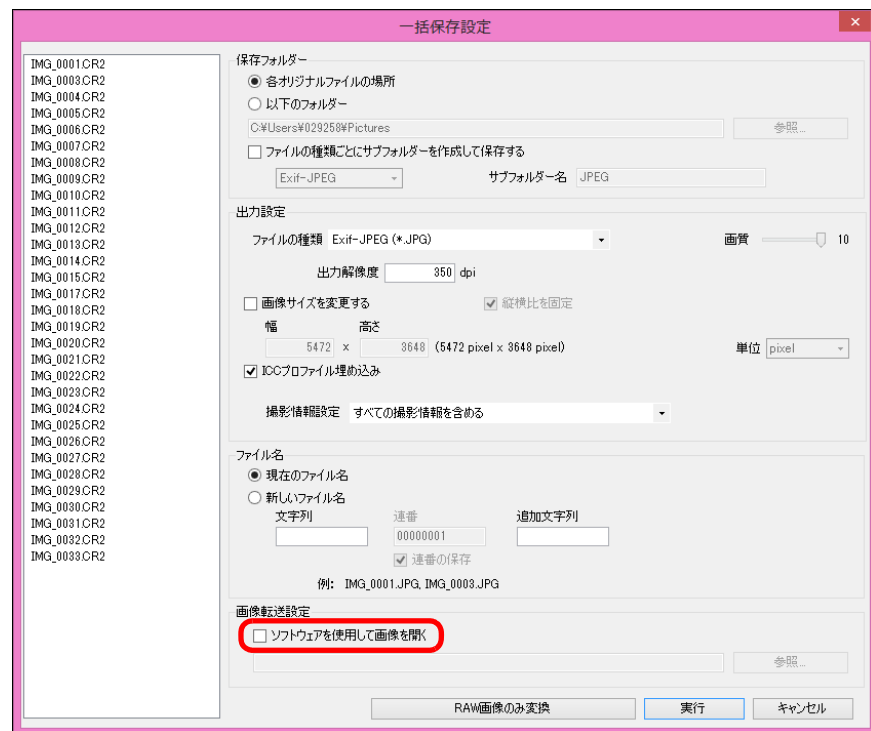 一括保存設定
IMG_0001.CR2
IMG_0003.CR2
IMG_0004.CR2
IMG_0005.CR2
IMG_0006.CR2
IMG_0007.CR2
IMG_0008.CR2
IMG_0009.CR2
IMG_0010.CR2
IMG_0011.CR2
IMG_0012.CR2
IMG_0013.CR2
IMG_0014.CR2
IMG_0015.CR2
IMG_0017.CR2
IMG_0018.CR2
IMG_0019.CR2
IMG_0020.CR2
IMG_0021.CR2
IMG_0022.CR2
IMG_0023.CR2
IMG_0024.CR2
IMG_0025.CR2
IMG_0026.CR2
IMG_0027.CR2
IMG_0028.CR2
IMG_0029.CR2
IMG_0030.CR2
IMG_0031.CR2
IMG_0032.CR2
IMG_0033.CR2
保存フォルダー
各オリジナルファイルの場所
以下のフォルダー
C:¥Users¥029258¥Pictures 参照...
ファイルの種類ごとにサブフォルダーを作成して保存する
Exif-JPEG サブフォルダー名 JPEG
出力設定
ファイルの種類 Exif-JPEG (*.JPG) 画質 10
出力解像度 350 dpi
画像サイズを変更する 縦横比を固定
幅 高さ
5472 x 3648 (5472 pixel x 3648 pixel) 単位 pixel
ICCプロファイル埋め込み
撮影情報設定 すべての撮影情報を含める
ファイル名
現在のファイル名
新しいファイル名
文字列 連番 追加文字列
00000001
連番の保存
例: IMG_0001.JPG, IMG_0003.JPG
画像転送設定
ソフトウェアを使用して画像を開く
参照...
RAW画像のみ変換 実行 キャンセル